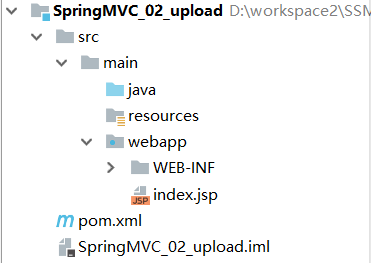 SpringMVC_02_upload D:\workspace2\SSM
src
main
java
resources
webapp
WEB-INF
index.jsp
pom.xml
SpringMVC_02_upload.iml